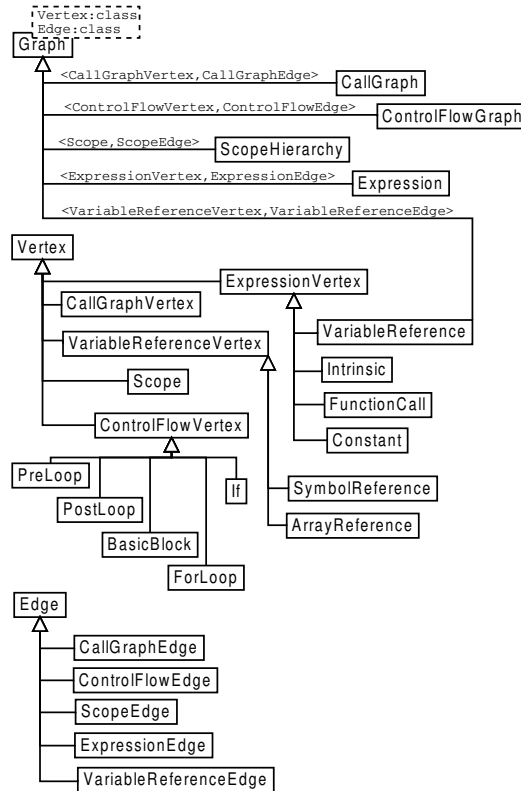 Vertex:class
Edge:class
Graph
<CallGraphVertex,CallGraphEdge>
CallGraph
<ControlFlowVertex,ControlFlowEdge>
ControlFlowGraph
<Scope,ScopeEdge>
ScopeHierarchy
<ExpressionVertex,ExpressionEdge>
Expression
<VariableReferenceVertex,VariableReferenceEdge>
Vertex
ExpressionVertex
CallGraphVertex
VariableReference
VariableReferenceVertex
Intrinsic
Scope
FunctionCall
ControlFlowVertex
Constant
PreLoop
If
SymbolReference
PostLoop
ArrayReference
BasicBlock
ForLoop
Edge
CallGraphEdge
ControlFlowEdge
ScopeEdge
ExpressionEdge
VariableReferenceEdge